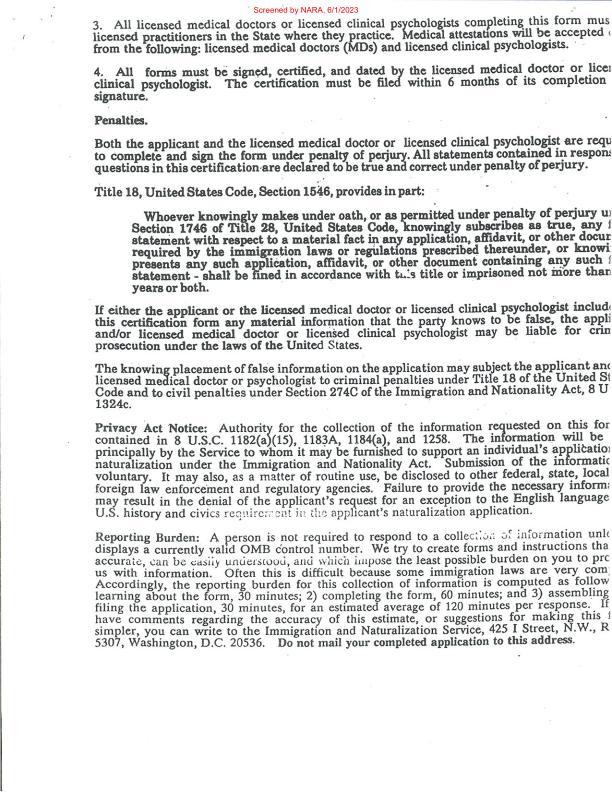 Screened by NARA, 6/1/2023
3. All licensed medical doctors or licensed clinical psychologists completing this form mus
licensed practitioners in the State where they practice. Medical attestations will be accepted
from the following: licensed medical doctors (MDs) and licensed clinical psychologists.
4. All forms must be signed, certified, and dated by the licensed medical doctor or lice
clinical psychologist. The certification must be filed within 6 months of its completion
signature.
Penalties.
Both the applicant and the licensed medical doctor or licensed clinical psychologist are requ
to complete and sign the form under penalty of perjury. All statements contained in respon
questions in this certification are declared to be true and correct under penalty of perjury.
Title 18, United States Code, Section 1546, provides in part:
Whoever knowingly makes under oath, or as permitted under penalty of perjury u
Section 1746 of Title 28, United States Code, knowingly subscribes as true, any
statement with respect to a material fact in any application, affidavit, or other docu
required by the immigration laws or regulations prescribed thereunder, or knowi
presents any such application, affidavit, or other document containing any such
statement - shall be fined in accordance with this title or imprisoned not more than
years or both.
If either the applicant or the licensed medical doctor or licensed clinical psychologist includ
this certification form any material information that the party knows to be false, the appli
and/or licensed medical doctor or licensed clinical psychologist may be liable for crim
prosecution under the laws of the United States.
The knowing placement of false information on the application may subject the applicant and
licensed medical doctor or psychologist to criminal penalties under Title 18 of the United St
Code and to civil penalties under Section 274C of the Immigration and Nationality Act, 8 U
1324c.
Privacy Act Notice: Authority for the collection of the information requested on this for
contained in 8 U.S.C. 1182(a)(15), 1183A, 1184(a), and 1258. The information will be
principally by the Service to whom it may be furnished to support an individual's applicatio
naturalization under the Immigration and Nationality Act. Submission of the informatic
voluntary. It may also, as a matter of routine use, be disclosed to other federal, state, local
foreign law enforcement and regulatory agencies. Failure to provide the necessary inform
may result in the denial of the applicant's request for an exception to the English language
U.S. history and civics requirement in the applicant's naturalization application.
Reporting Burden: A person is not required to respond to a collection of information unle
displays a currently valid OMB control number. We try to create forms and instructions tha
accurate, can be easily understood, and which impose the least possible burden on you to pro
us with information. Often this is difficult because some immigration laws are very com
Accordingly, the reporting burden for this collection of information is computed as follow
learning about the form, 30 minutes; 2) completing the form, 60 minutes; and 3) assembling
filing the application, 30 minutes, for an estimated average of 120 minutes per response. If
have comments regarding the accuracy of this estimate, or suggestions for making this
simpler, you can write to the Immigration and Naturalization Service, 425 I Street, N.W., R
5307, Washington, D.C. 20536. Do not mail your completed application to this address.